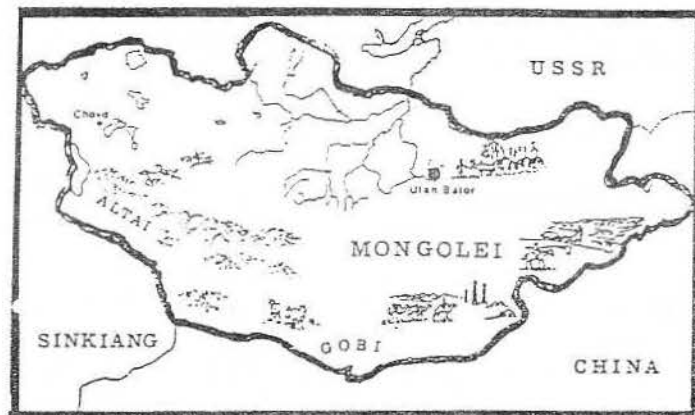 USSR
Chovd
Ulan Bator
ALTAI
MONGOLEI
SINKIANG
GOBI
CHINA